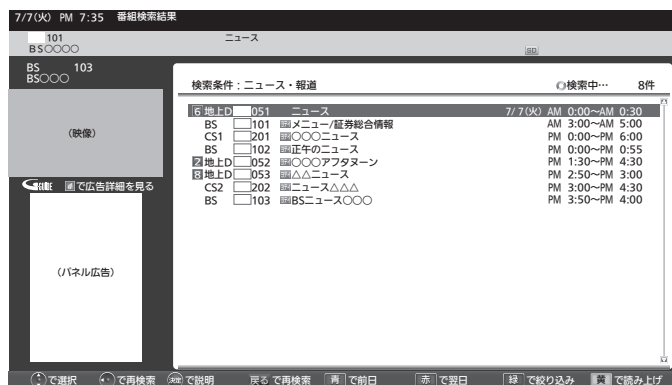 7/7(火) PM 7:35 番組検索結果
101 ニュース
BS○○○○ SD
BS 103
BS○○○
検索条件:ニュース・報道 検索中… 8件
6 地上D 051 ニュース 7/7(火) AM 0:00〜AM 0:30
BS 101 メニュー/証券総合情報 AM 3:00〜AM 5:00
CS1 201 ○○○ニュース PM 0:00〜PM 6:00
BS 102 正午のニュース PM 0:00〜PM 0:55
2 地上D 052 ○○○アフタヌーン PM 1:30〜PM 4:30
8 地上D 053 △△ニュース PM 2:50〜PM 3:00
CS2 202 ニュース△△△ PM 3:00〜PM 4:30
BS 103 BSニュース○○○ PM 3:50〜PM 4:00
(映像)
G-GUIDE で広告詳細を見る
(パネル広告)
で選択 で再検索 決定 で説明 戻る で再検索 青 で前日 赤 で翌日 緑 で絞り込み 黄 で読み上げ